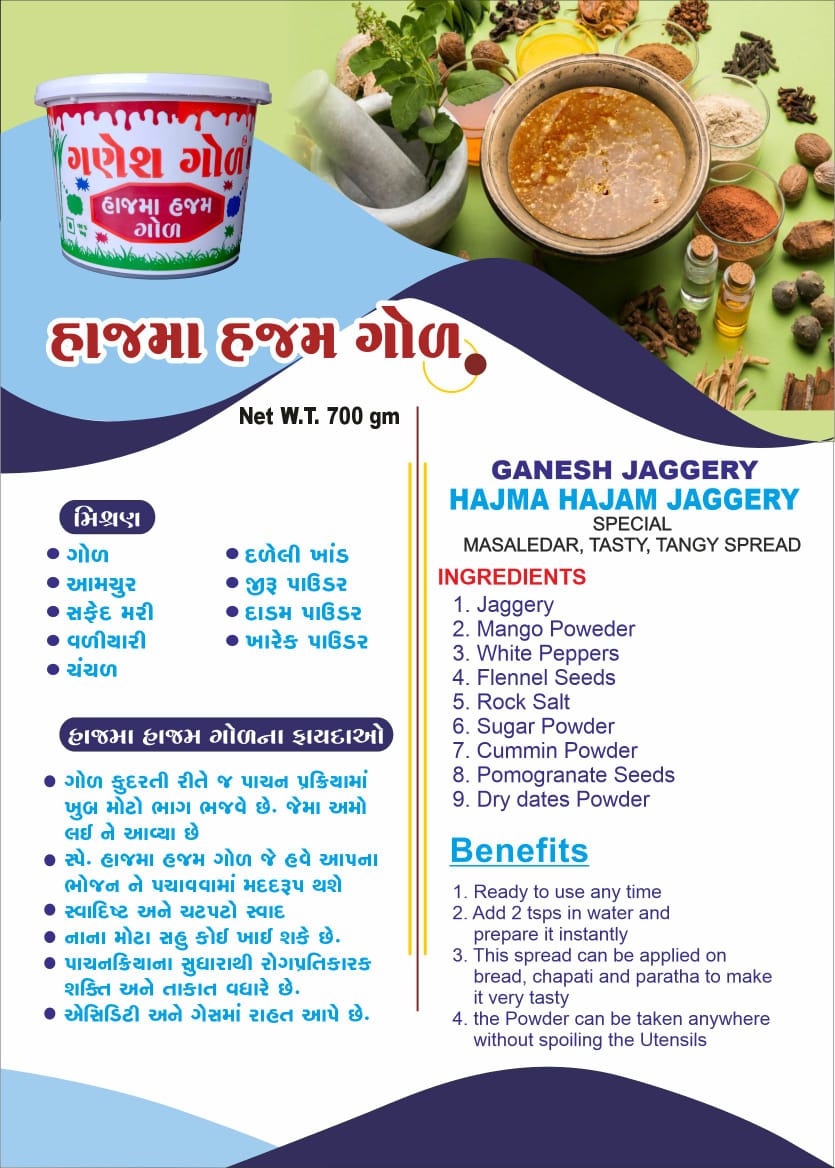 ગણેશ ગોળ
હાજમા હજમ
ગોળ
હાજમા હજમ ગોળ
Net W.T. 700 gm
મિશ્રણ
ગોળ
આમચુર
સફેદ મરી
વળીયારી
ચંચળ
દળેલી ખાંડ
જીરૂ પાઉડર
દાડમ પાઉડર
ખારેક પાઉડર
હાજમા હાજમ ગોળના ફાયદાઓ
ગોળ કુદરતી રીતે જ પાચન પ્રક્રિયામાં
ખુબ મોટો ભાગ ભજવે છે. જેમા અમો
લઈ ને આવ્યા છે
સ્પે. હાજમા હજમ ગોળ જે હવે આપના
ભોજન ને પચાવવામાં મદદરૂપ થશે
સ્વાદિષ્ટ અને ચટપટો સ્વાદ
નાના મોટા સહુ કોઈ ખાઈ શકે છે.
પાચનક્રિયાના સુધારાથી રોગપ્રતિકારક
શક્તિ અને તાકાત વધારે છે.
એસિડિટી અને ગેસમાં રાહત આપે છે.
GANESH JAGGERY
HAJMA HAJAM JAGGERY
SPECIAL
MASALEDAR, TASTY, TANGY SPREAD
INGREDIENTS
1. Jaggery
2. Mango Poweder
3. White Peppers
4. Flennel Seeds
5. Rock Salt
6. Sugar Powder
7. Cummin Powder
8. Pomogranate Seeds
9. Dry dates Powder
Benefits
1. Ready to use any time
2. Add 2 tsps in water and
prepare it instantly
3. This spread can be applied on
bread, chapati and paratha to make
it very tasty
4. the Powder can be taken anywhere
without spoiling the Utensils